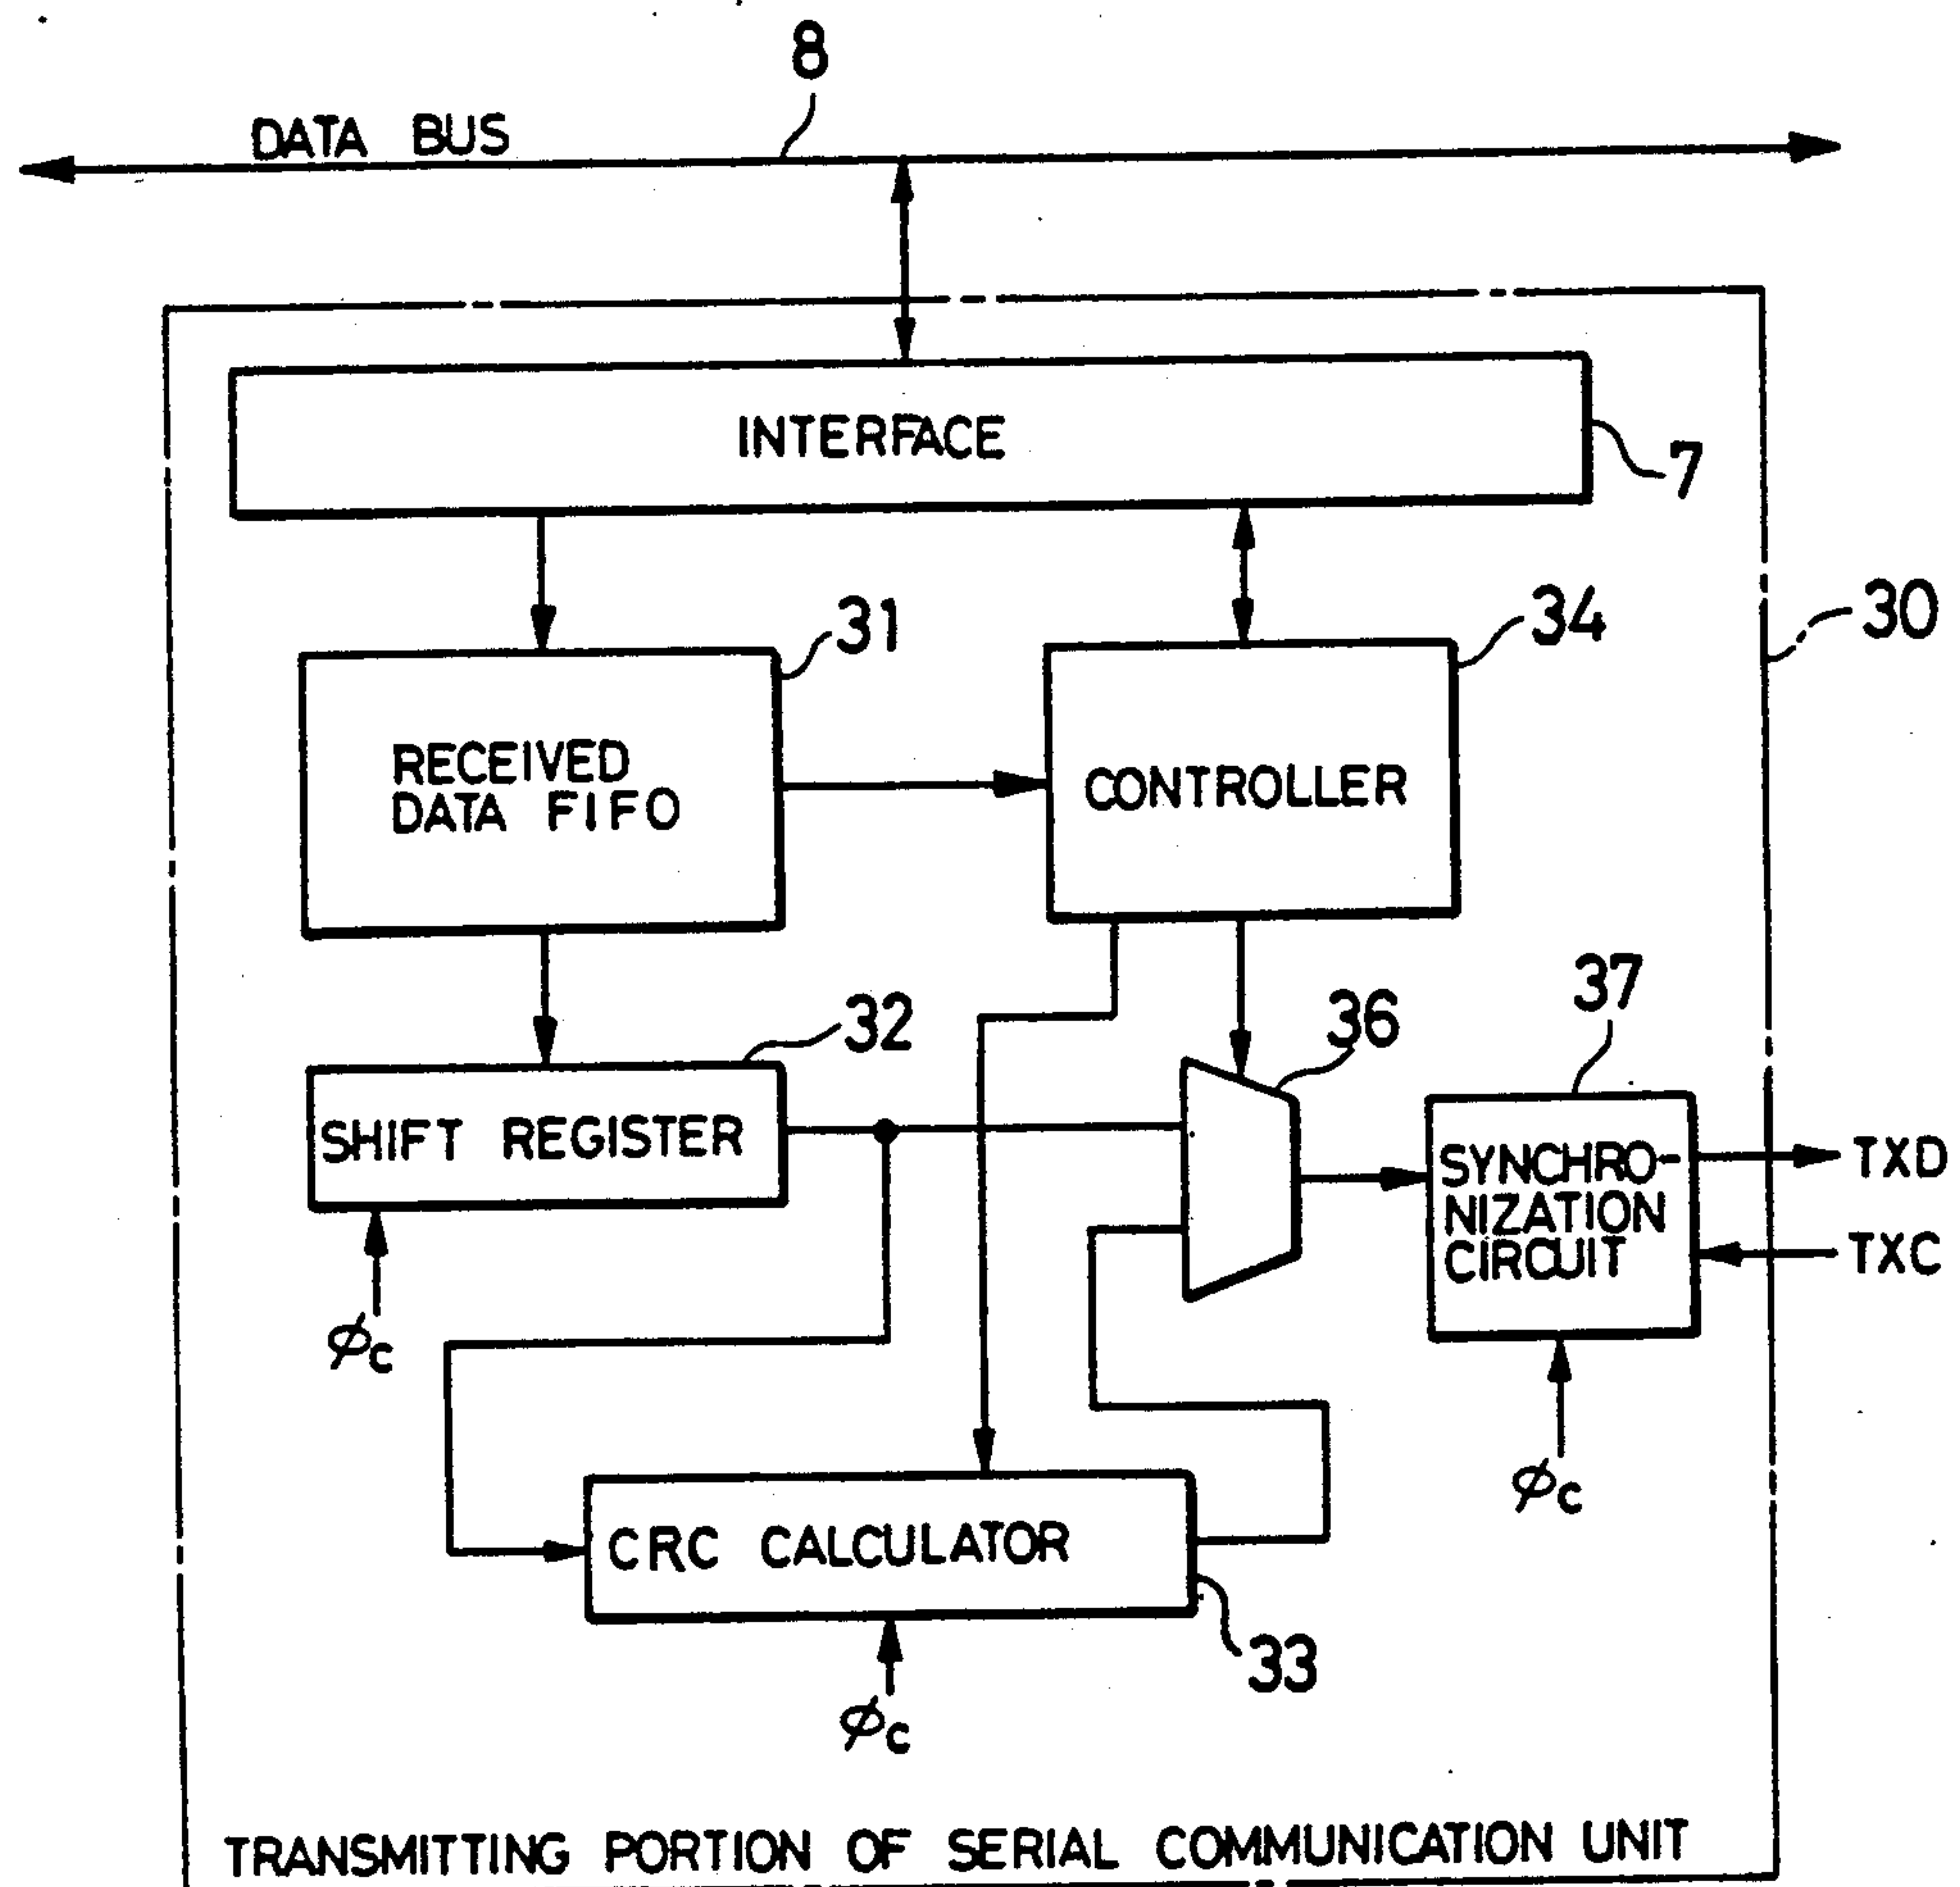 8
DATA BUS
INTERFACE
7
30
31
34
RECEIVED
DATA FIFO
CONTROLLER
37
32
36
SHIFT REGISTER
SYNCHRO-
NIZATION
CIRCUIT
TXD
TXC
φc
φc
CRC CALCULATOR
33
φc
TRANSMITTING PORTION OF SERIAL COMMUNICATION UNIT